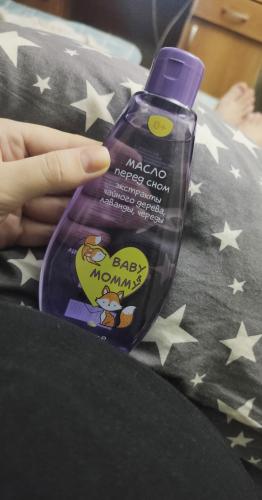 0+
МАСЛО
перед сном
экстракты
чайного дерева,
лаванды, череды
BABY
&
MOMMY